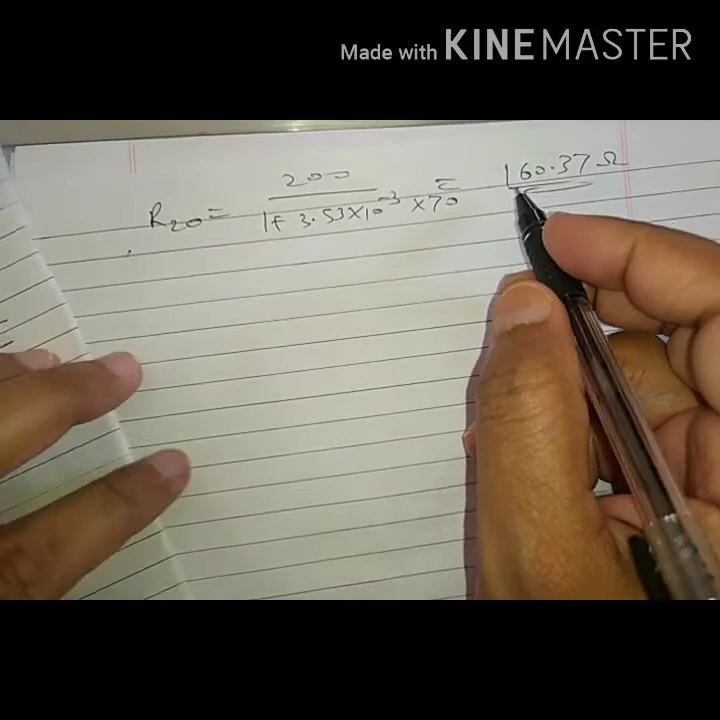 Made with KINEMASTER
R20 = 200 / 1+ 3.53×10^-3 ×70 = 160.37 Ω